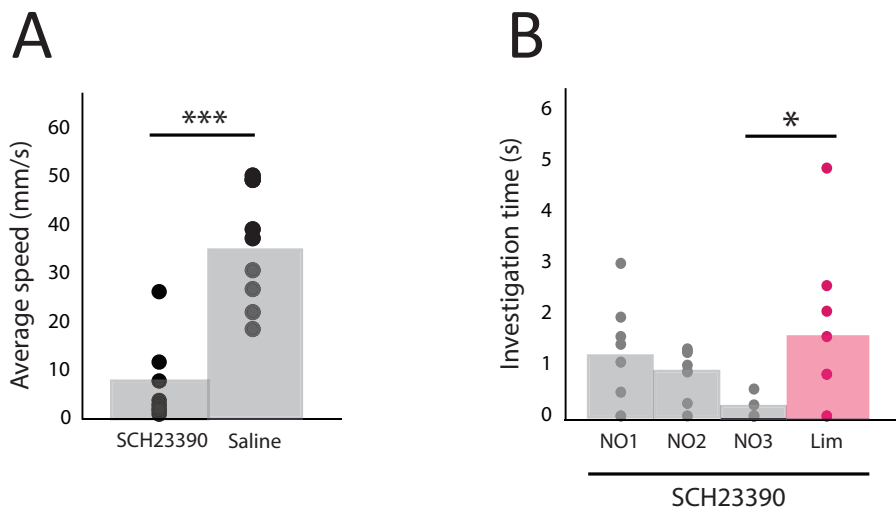 A
***
60
50
40
30
20
10
0
Average speed (mm/s)
SCH23390 Saline
B
*
6
5
4
3
2
1
0
Investigation time (s)
NO1 NO2 NO3 Lim
SCH23390